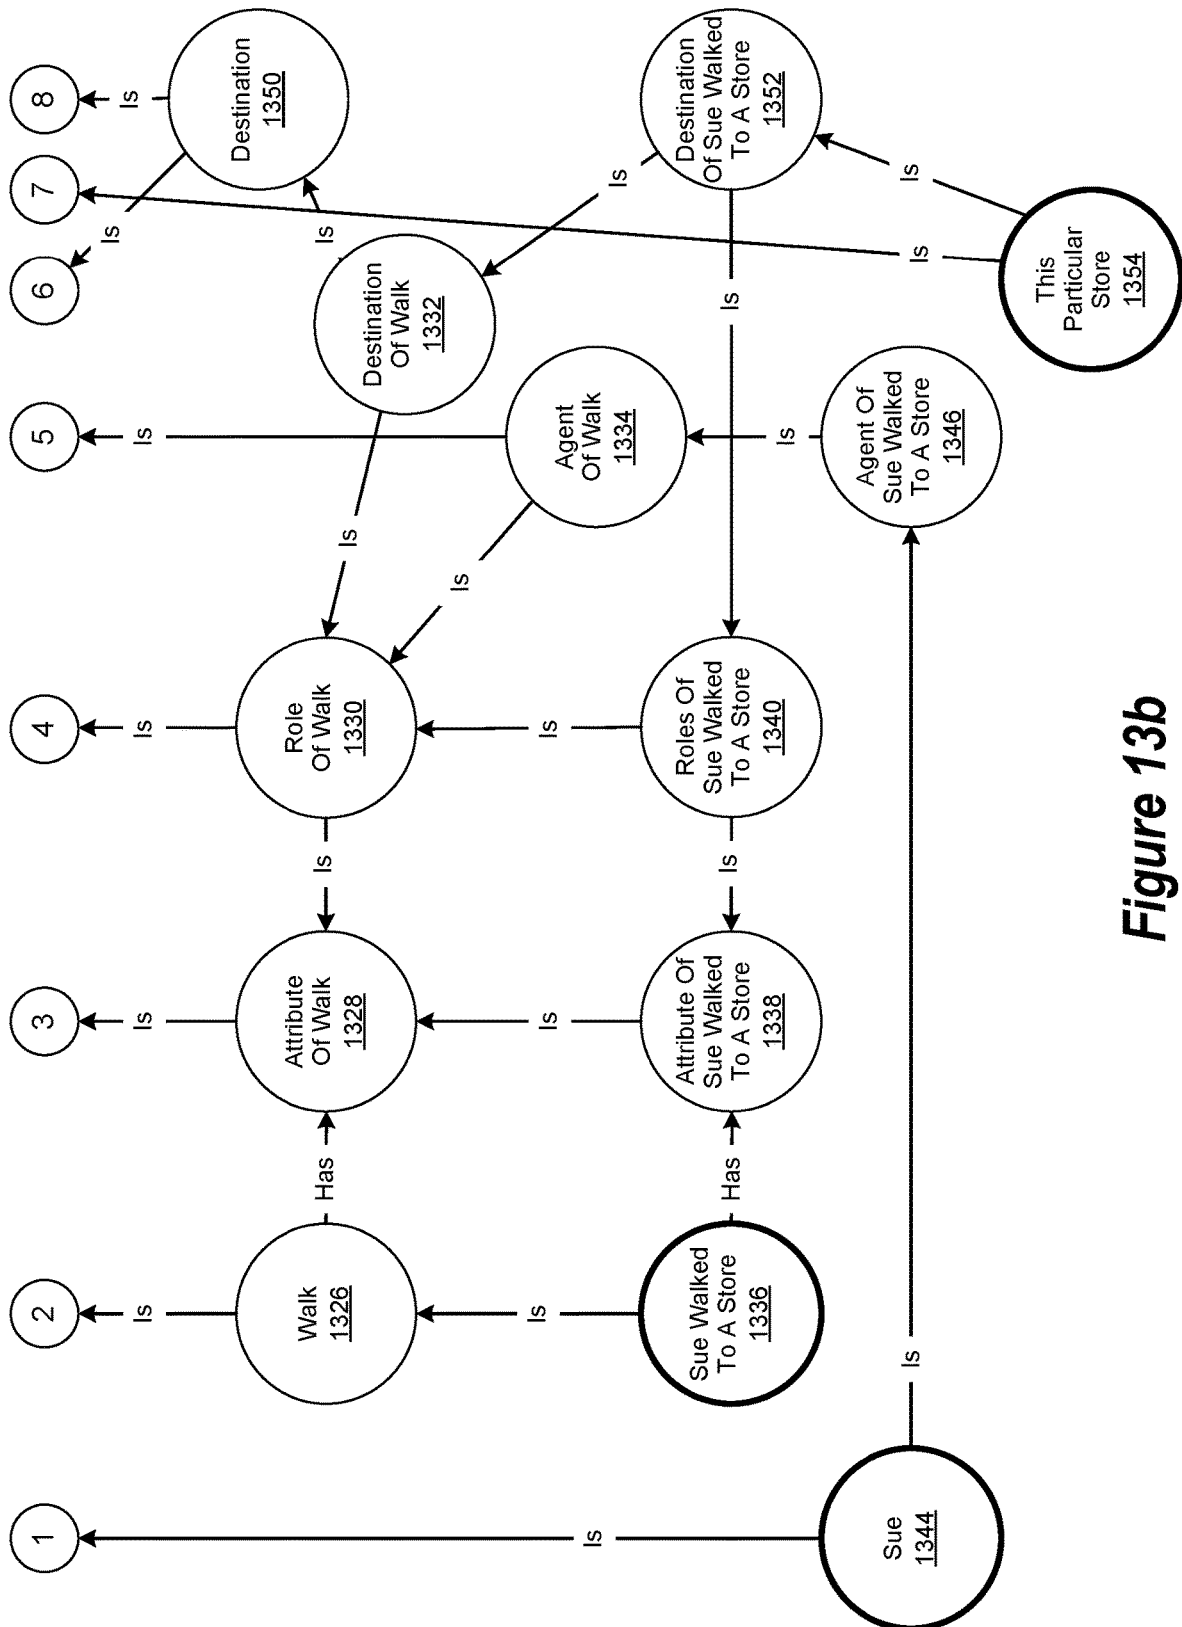 1
2
3
4
5
6
7
8
Is
Is
Is
Is
Is
Is
Destination
1350
Walk
1326
Has
Attribute
Of Walk
1328
Is
Role
Of Walk
1330
Is
Destination
Of Walk
1332
Is
Is
Agent
Of Walk
1334
Is
Is
Is
Is
Is
Sue Walked
To A Store
1336
Has
Attribute Of
Sue Walked
To A Store
1338
Is
Roles Of
Sue Walked
To A Store
1340
Is
Destination
Of Sue Walked
To A Store
1352
Is
Agent Of
Sue Walked
To A Store
1346
Sue
1344
Is
Is
Is
This
Particular
Store
1354
Figure 13b